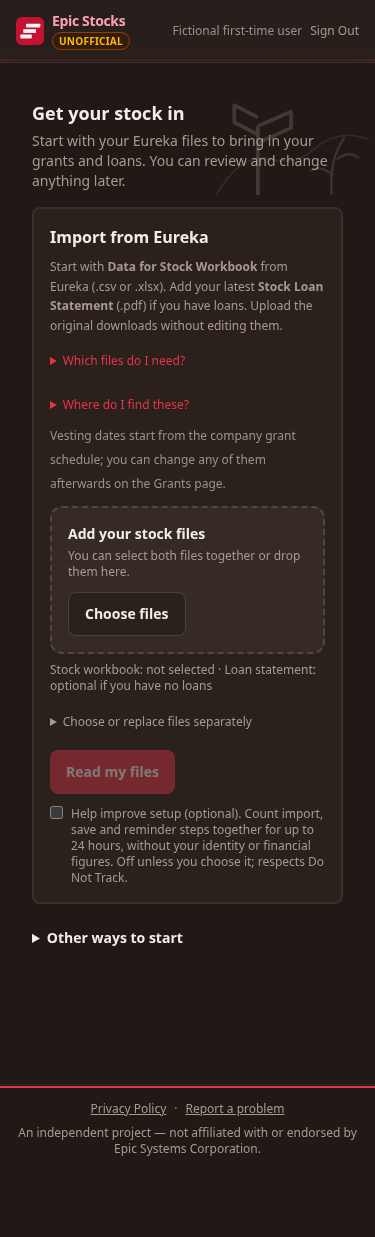 Epic Stocks
UNOFFICIAL
Fictional first-time user Sign Out
Get your stock in
Start with your Eureka files to bring in your
grants and loans. You can review and change
anything later.
Import from Eureka
Start with Data for Stock Workbook from
Eureka (.csv or .xlsx). Add your latest Stock Loan
Statement (.pdf) if you have loans. Upload the
original downloads without editing them.
Which files do I need?
Where do I find these?
Vesting dates start from the company grant
schedule; you can change any of them
afterwards on the Grants page.
Add your stock files
You can select both files together or drop
them here.
Choose files
Stock workbook: not selected · Loan statement:
optional if you have no loans
Choose or replace files separately
Read my files
Help improve setup (optional). Count import,
save and reminder steps together for up to
24 hours, without your identity or financial
figures. Off unless you choose it; respects Do
Not Track.
Other ways to start
Privacy Policy · Report a problem
An independent project — not affiliated with or endorsed by
Epic Systems Corporation.